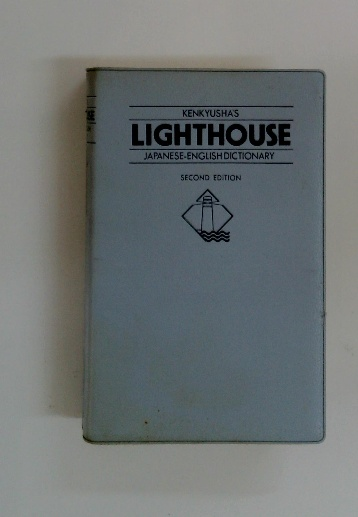 KENKYUSHA'S
LIGHTHOUSE
JAPANESE-ENGLISH DICTIONARY
SECOND EDITION